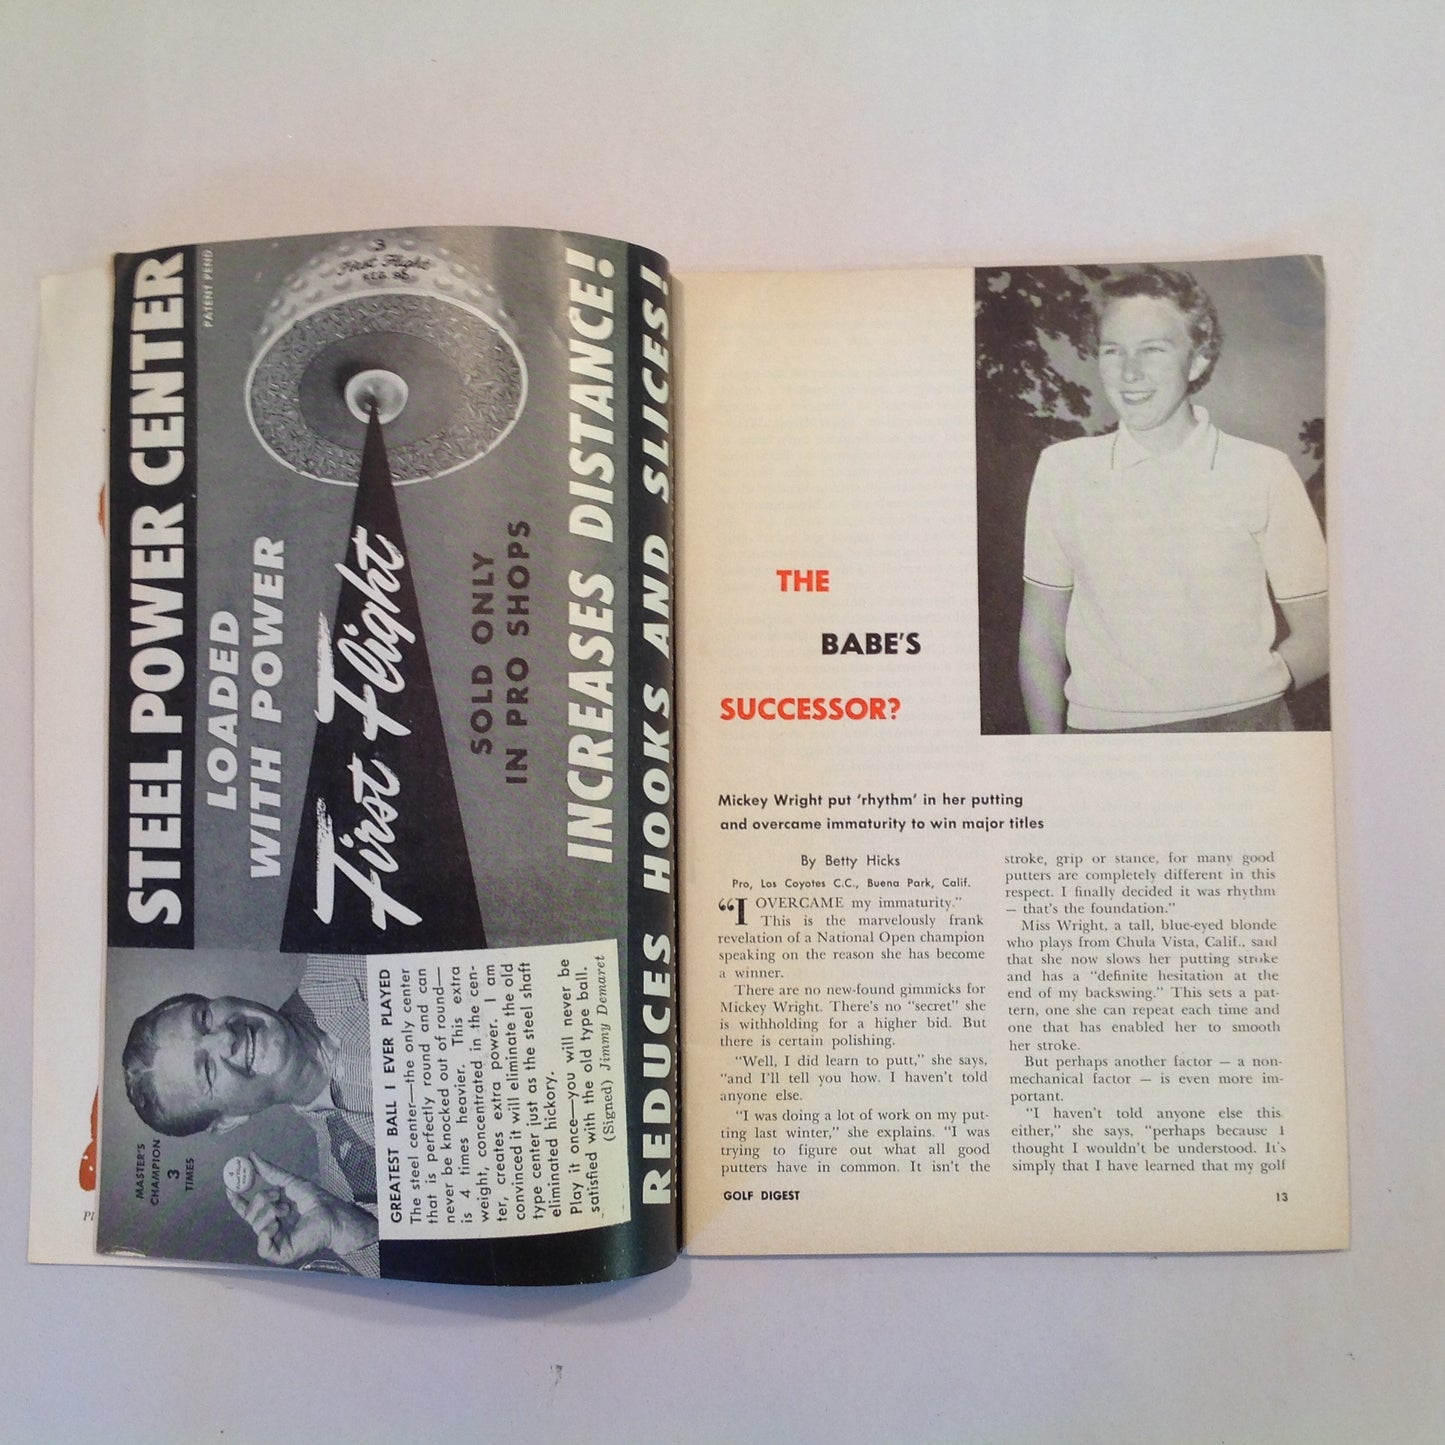 STEEL POWER CENTER
PATENT PEND
LOADED
WITH POWER
3
First Flight
REG. NO.
First Flight
SOLD ONLY
IN PRO SHOPS
INCREASES DISTANCE!
REDUCES HOOKS AND SLICES!
MASTER'S
CHAMPION
3
TIMES
GREATEST BALL I EVER PLAYED
The steel center—the only center
that is perfectly round and can
never be knocked out of round—
is 4 times heavier. This extra
weight, concentrated in the cen-
ter, creates extra power. I am
convinced it will eliminate the old
type center just as the steel shaft
eliminated hickory.
Play it once—you will never be
satisfied with the old type ball.
(Signed) Jimmy Demaret
Pl
THE
BABE'S
SUCCESSOR?
Mickey Wright put 'rhythm' in her putting
and overcame immaturity to win major titles
By Betty Hicks
Pro, Los Coyotes C.C., Buena Park, Calif.
"I OVERCAME my immaturity."
This is the marvelously frank
revelation of a National Open champion
speaking on the reason she has become
a winner.
There are no new-found gimmicks for
Mickey Wright. There's no "secret" she
is withholding for a higher bid. But
there is certain polishing.
"Well, I did learn to putt," she says,
"and I'll tell you how. I haven't told
anyone else.
"I was doing a lot of work on my put-
ting last winter," she explains. "I was
trying to figure out what all good
putters have in common. It isn't the
stroke, grip or stance, for many good
putters are completely different in this
respect. I finally decided it was rhythm
— that's the foundation."
Miss Wright, a tall, blue-eyed blonde
who plays from Chula Vista, Calif., said
that she now slows her putting stroke
and has a "definite hesitation at the
end of my backswing." This sets a pat-
tern, one she can repeat each time and
one that has enabled her to smooth
her stroke.
But perhaps another factor — a non-
mechanical factor — is even more im-
portant.
"I haven't told anyone else this
either," she says, "perhaps because I
thought I wouldn't be understood. It's
simply that I have learned that my golf
GOLF DIGEST
13